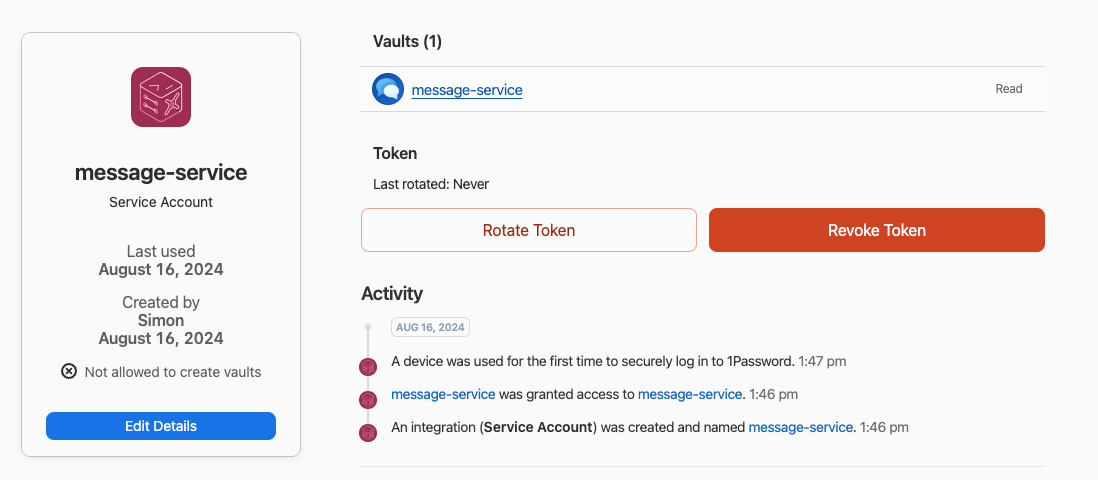 message-service
Service Account
Last used
August 16, 2024
Created by
Simon
August 16, 2024
Not allowed to create vaults
Edit Details
Vaults (1)
message-service Read
Token
Last rotated: Never
Rotate Token Revoke Token
Activity
AUG 16, 2024
A device was used for the first time to securely log in to 1Password. 1:47 pm
message-service was granted access to message-service. 1:46 pm
An integration (Service Account) was created and named message-service. 1:46 pm